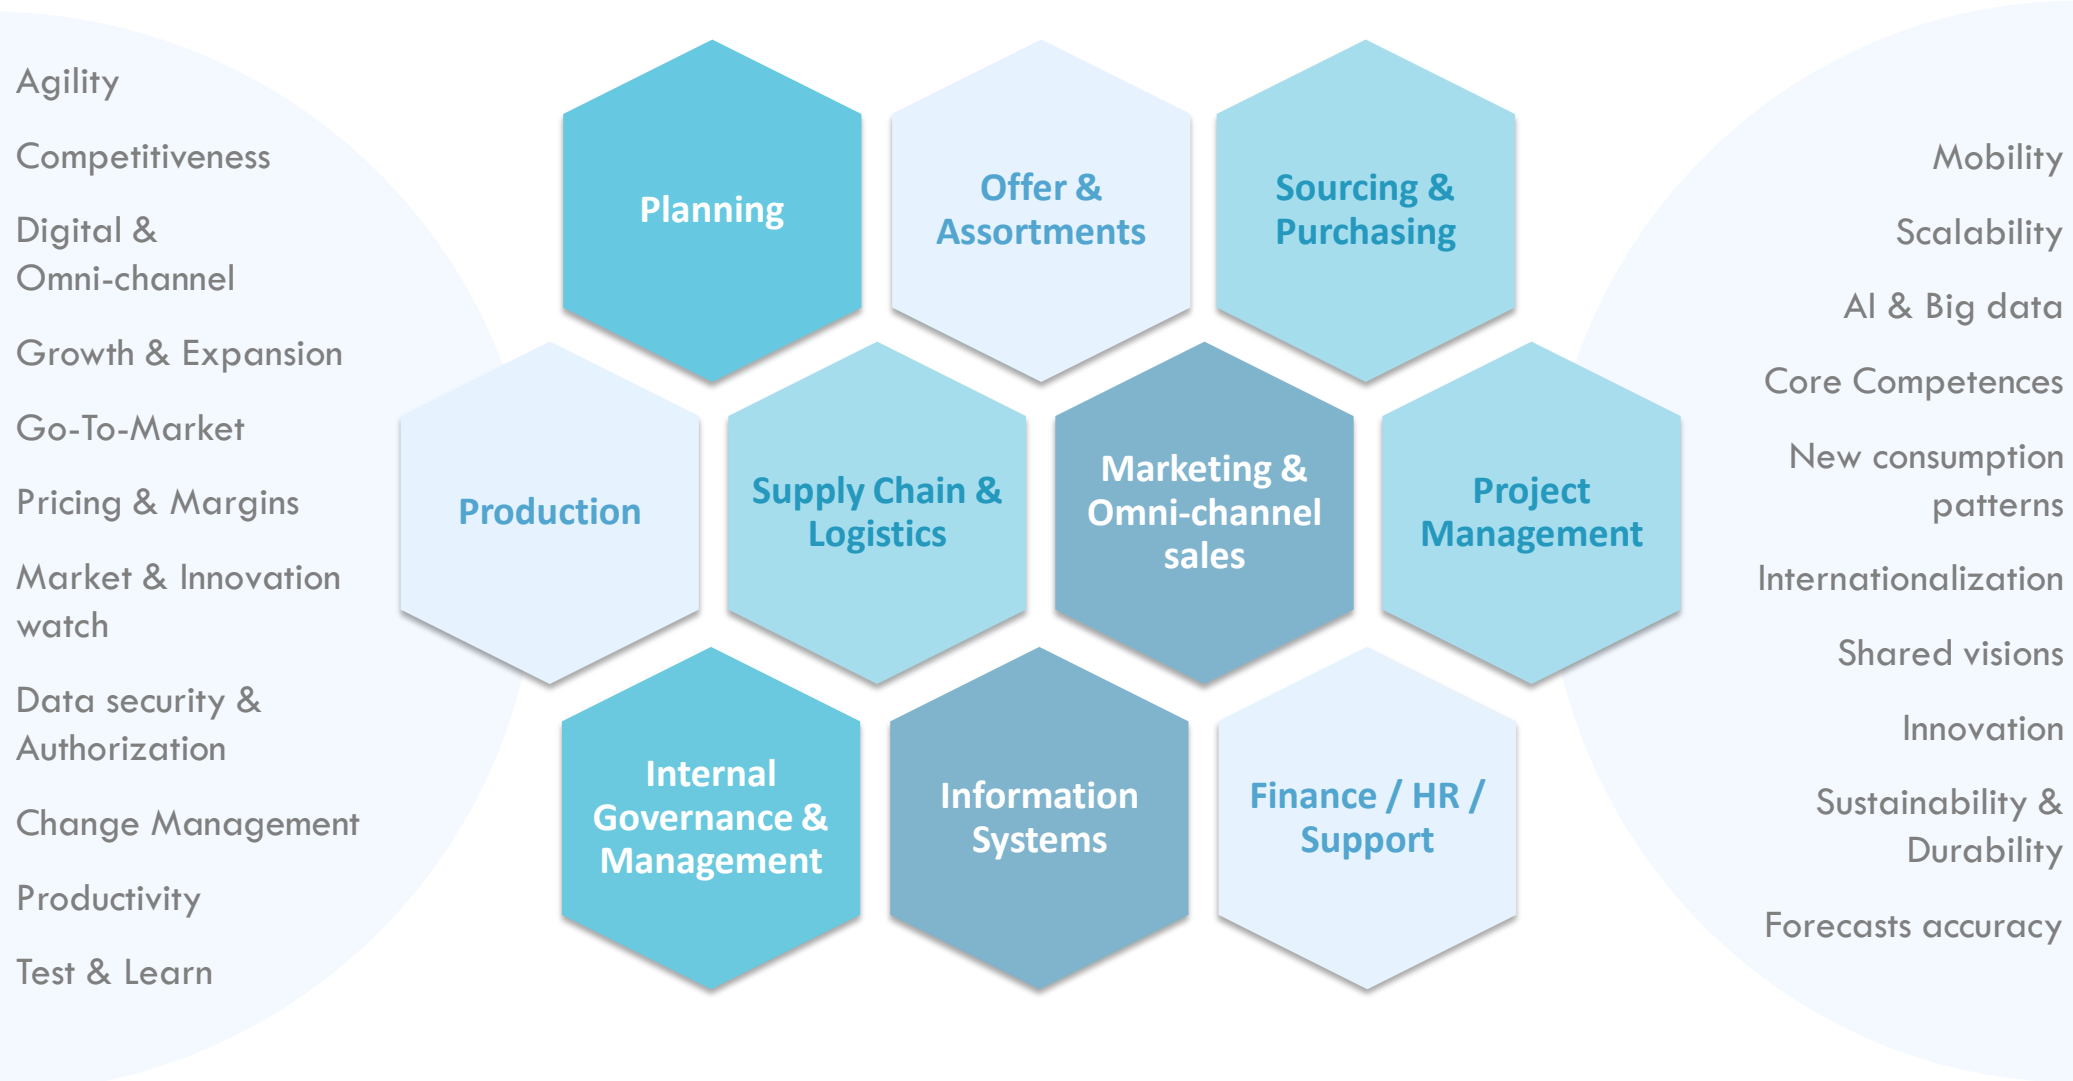 Agility
Competitiveness
Digital &
Omni-channel
Growth & Expansion
Go-To-Market
Pricing & Margins
Market & Innovation
watch
Data security &
Authorization
Change Management
Productivity
Test & Learn
Planning
Offer &
Assortments
Sourcing &
Purchasing
Production
Supply Chain &
Logistics
Marketing &
Omni-channel
sales
Project
Management
Internal
Governance &
Management
Information
Systems
Finance / HR /
Support
Mobility
Scalability
AI & Big data
Core Competences
New consumption
patterns
Internationalization
Shared visions
Innovation
Sustainability &
Durability
Forecasts accuracy